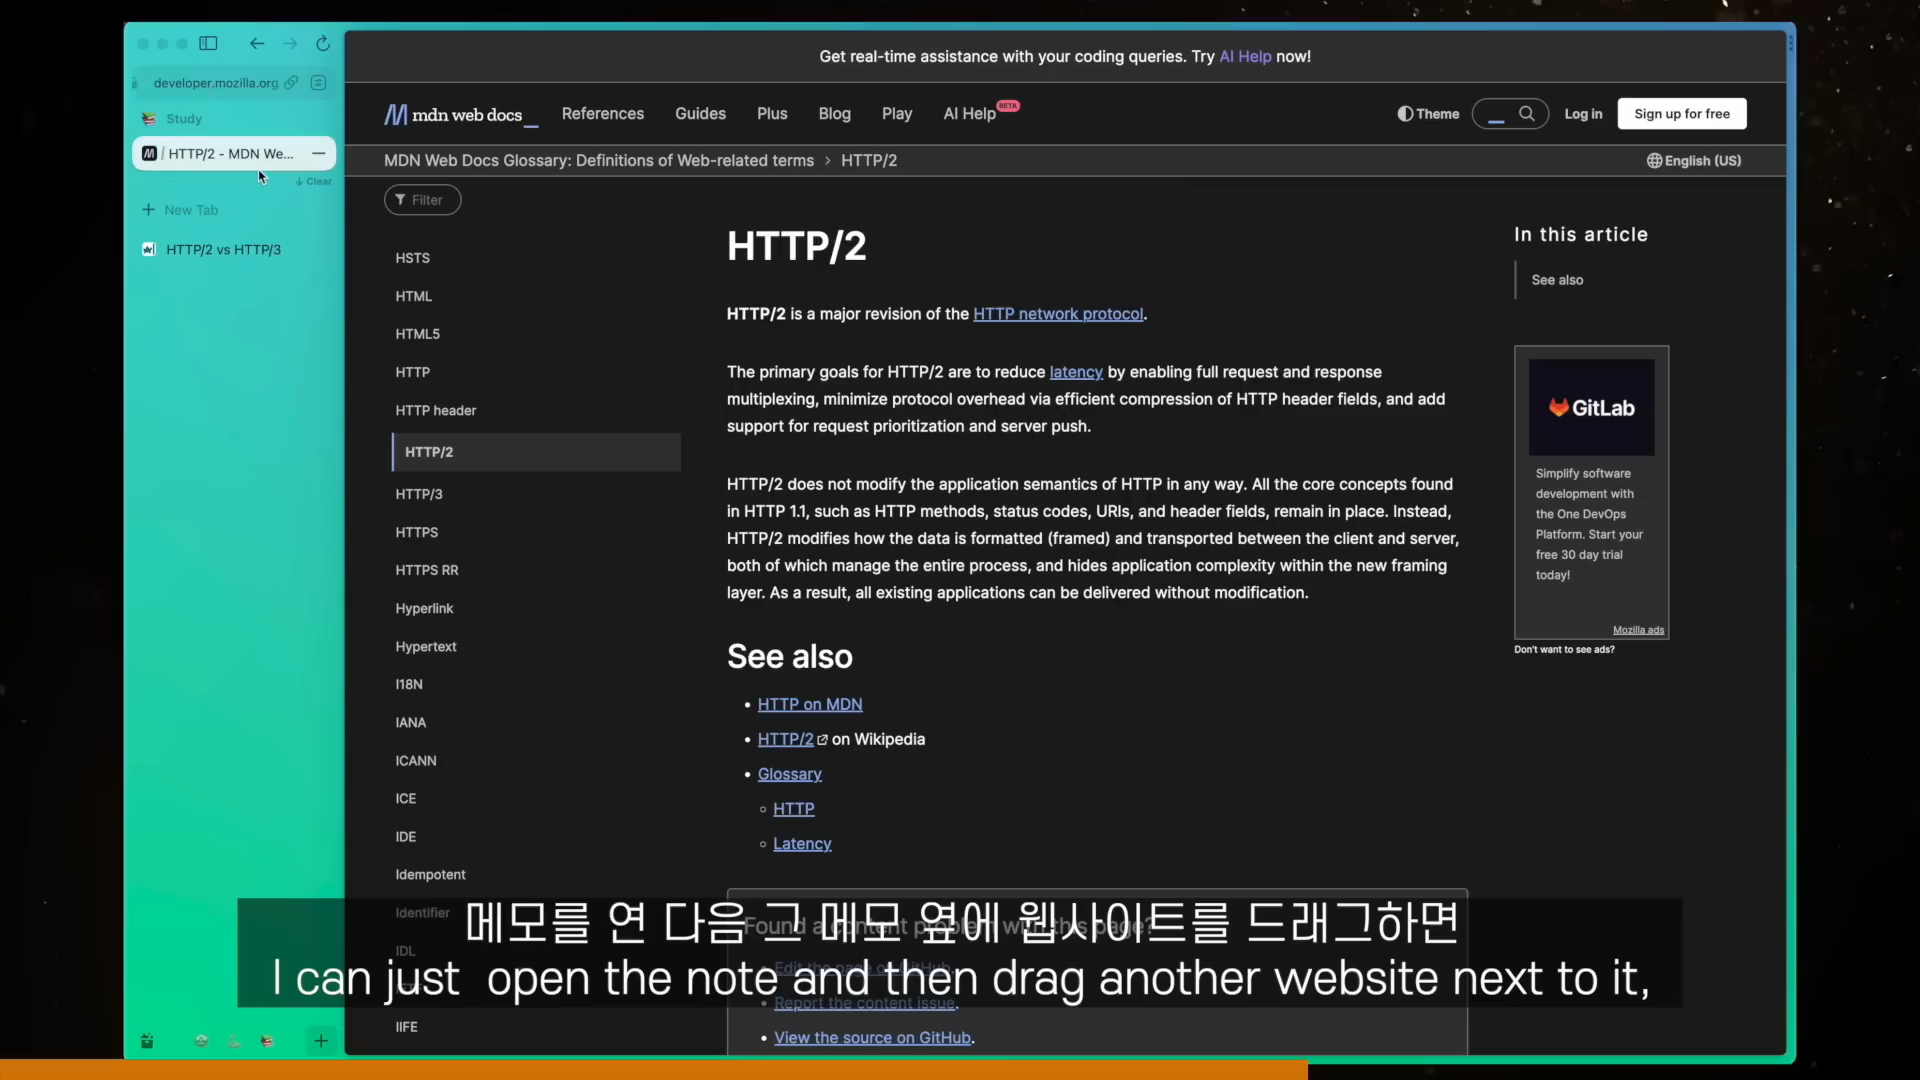 developer.mozilla.org
Study
/ HTTP/2 - MDN We...
Clear
New Tab
HTTP/2 vs HTTP/3
Get real-time assistance with your coding queries. Try AI Help now!
mdn web docs_
References
Guides
Plus
Blog
Play
AI Help
BETA
Theme
Log in
Sign up for free
MDN Web Docs Glossary: Definitions of Web-related terms > HTTP/2
English (US)
Filter
HSTS
HTML
HTML5
HTTP
HTTP header
HTTP/2
HTTP/3
HTTPS
HTTPS RR
Hyperlink
Hypertext
I18N
IANA
ICANN
ICE
IDE
Idempotent
Identifier
IDL
IIFE
HTTP/2
HTTP/2 is a major revision of the HTTP network protocol.
The primary goals for HTTP/2 are to reduce latency by enabling full request and response
multiplexing, minimize protocol overhead via efficient compression of HTTP header fields, and add
support for request prioritization and server push.
HTTP/2 does not modify the application semantics of HTTP in any way. All the core concepts found
in HTTP 1.1, such as HTTP methods, status codes, URIs, and header fields, remain in place. Instead,
HTTP/2 modifies how the data is formatted (framed) and transported between the client and server,
both of which manage the entire process, and hides application complexity within the new framing
layer. As a result, all existing applications can be delivered without modification.
See also
• HTTP on MDN
• HTTP/2 on Wikipedia
• Glossary
HTTP
Latency
Found a content problem with this page?
• Edit the page on GitHub.
• Report the content issue.
• View the source on GitHub.
In this article
See also
GitLab
Simplify software
development with
the One DevOps
Platform. Start your
free 30 day trial
today!
Mozilla ads
Don't want to see ads?
메모를 연 다음 그 메모 옆에 웹사이트를 드래그하면
I can just open the note and then drag another website next to it,